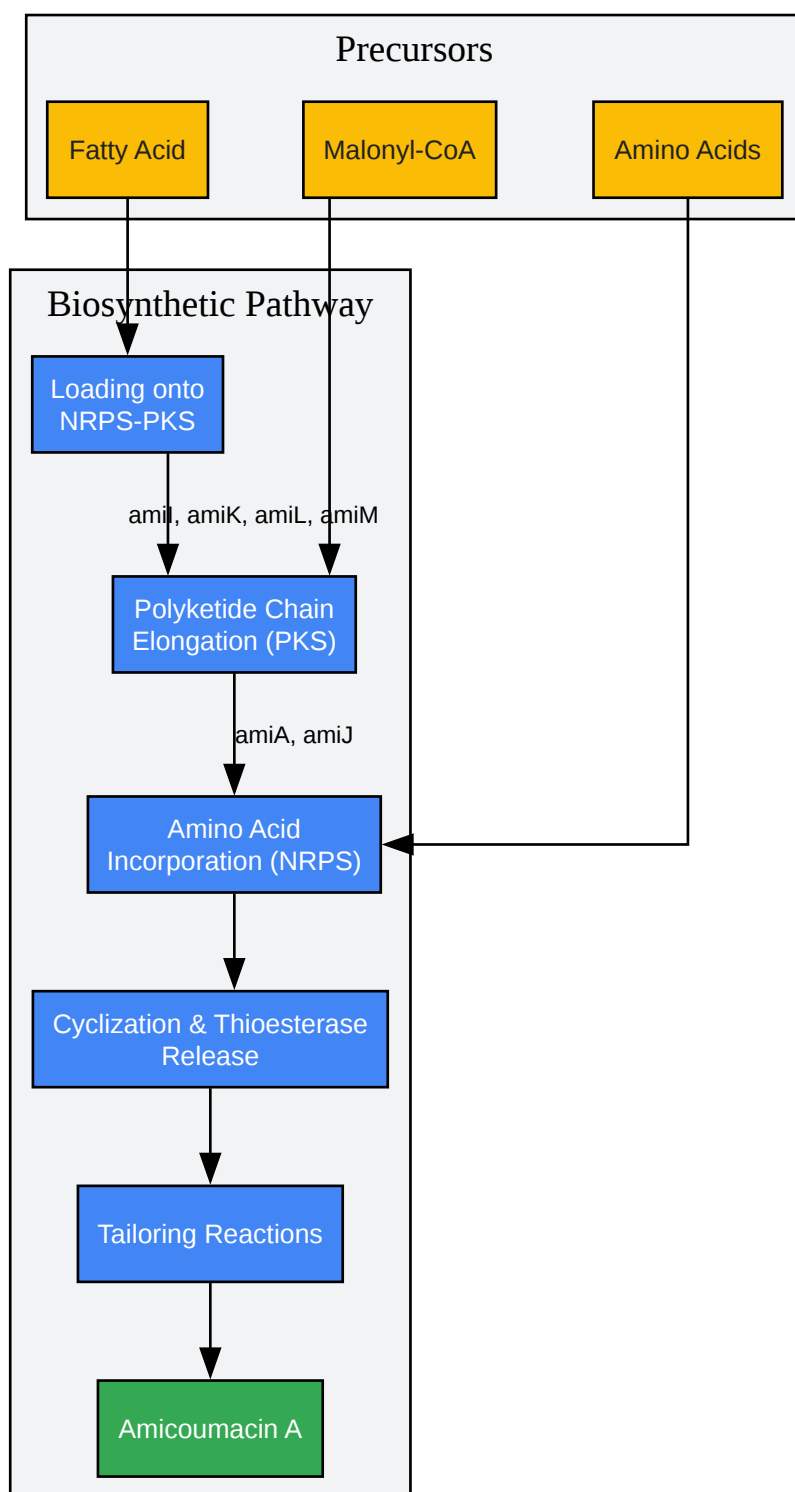 Precursors
Fatty Acid
Malonyl-CoA
Amino Acids
Biosynthetic Pathway
Loading onto
NRPS-PKS
amiI, amiK, amiL, amiM
Polyketide Chain
Elongation (PKS)
amiA, amiJ
Amino Acid
Incorporation (NRPS)
Cyclization & Thioesterase
Release
Tailoring Reactions
Amicoumacin A